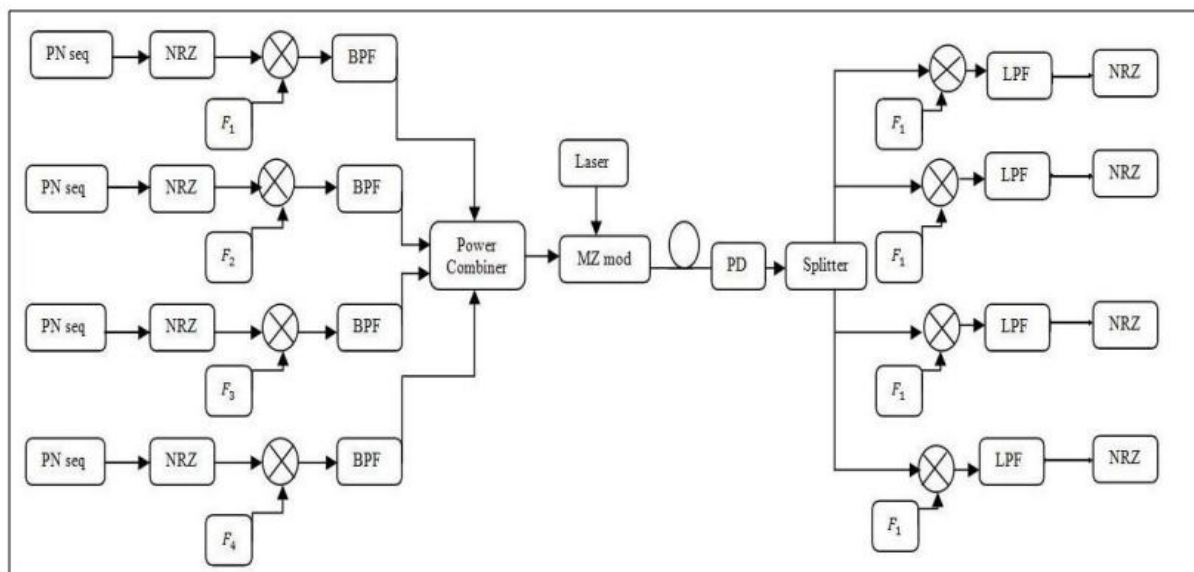 PN seq NRZ BPF
F₁
PN seq NRZ BPF
F₂
PN seq NRZ BPF
F₃
PN seq NRZ BPF
F₄
Power
Combiner
Laser
MZ mod
PD
Splitter
LPF NRZ
F₁
LPF NRZ
F₁
LPF NRZ
F₁
LPF NRZ
F₁